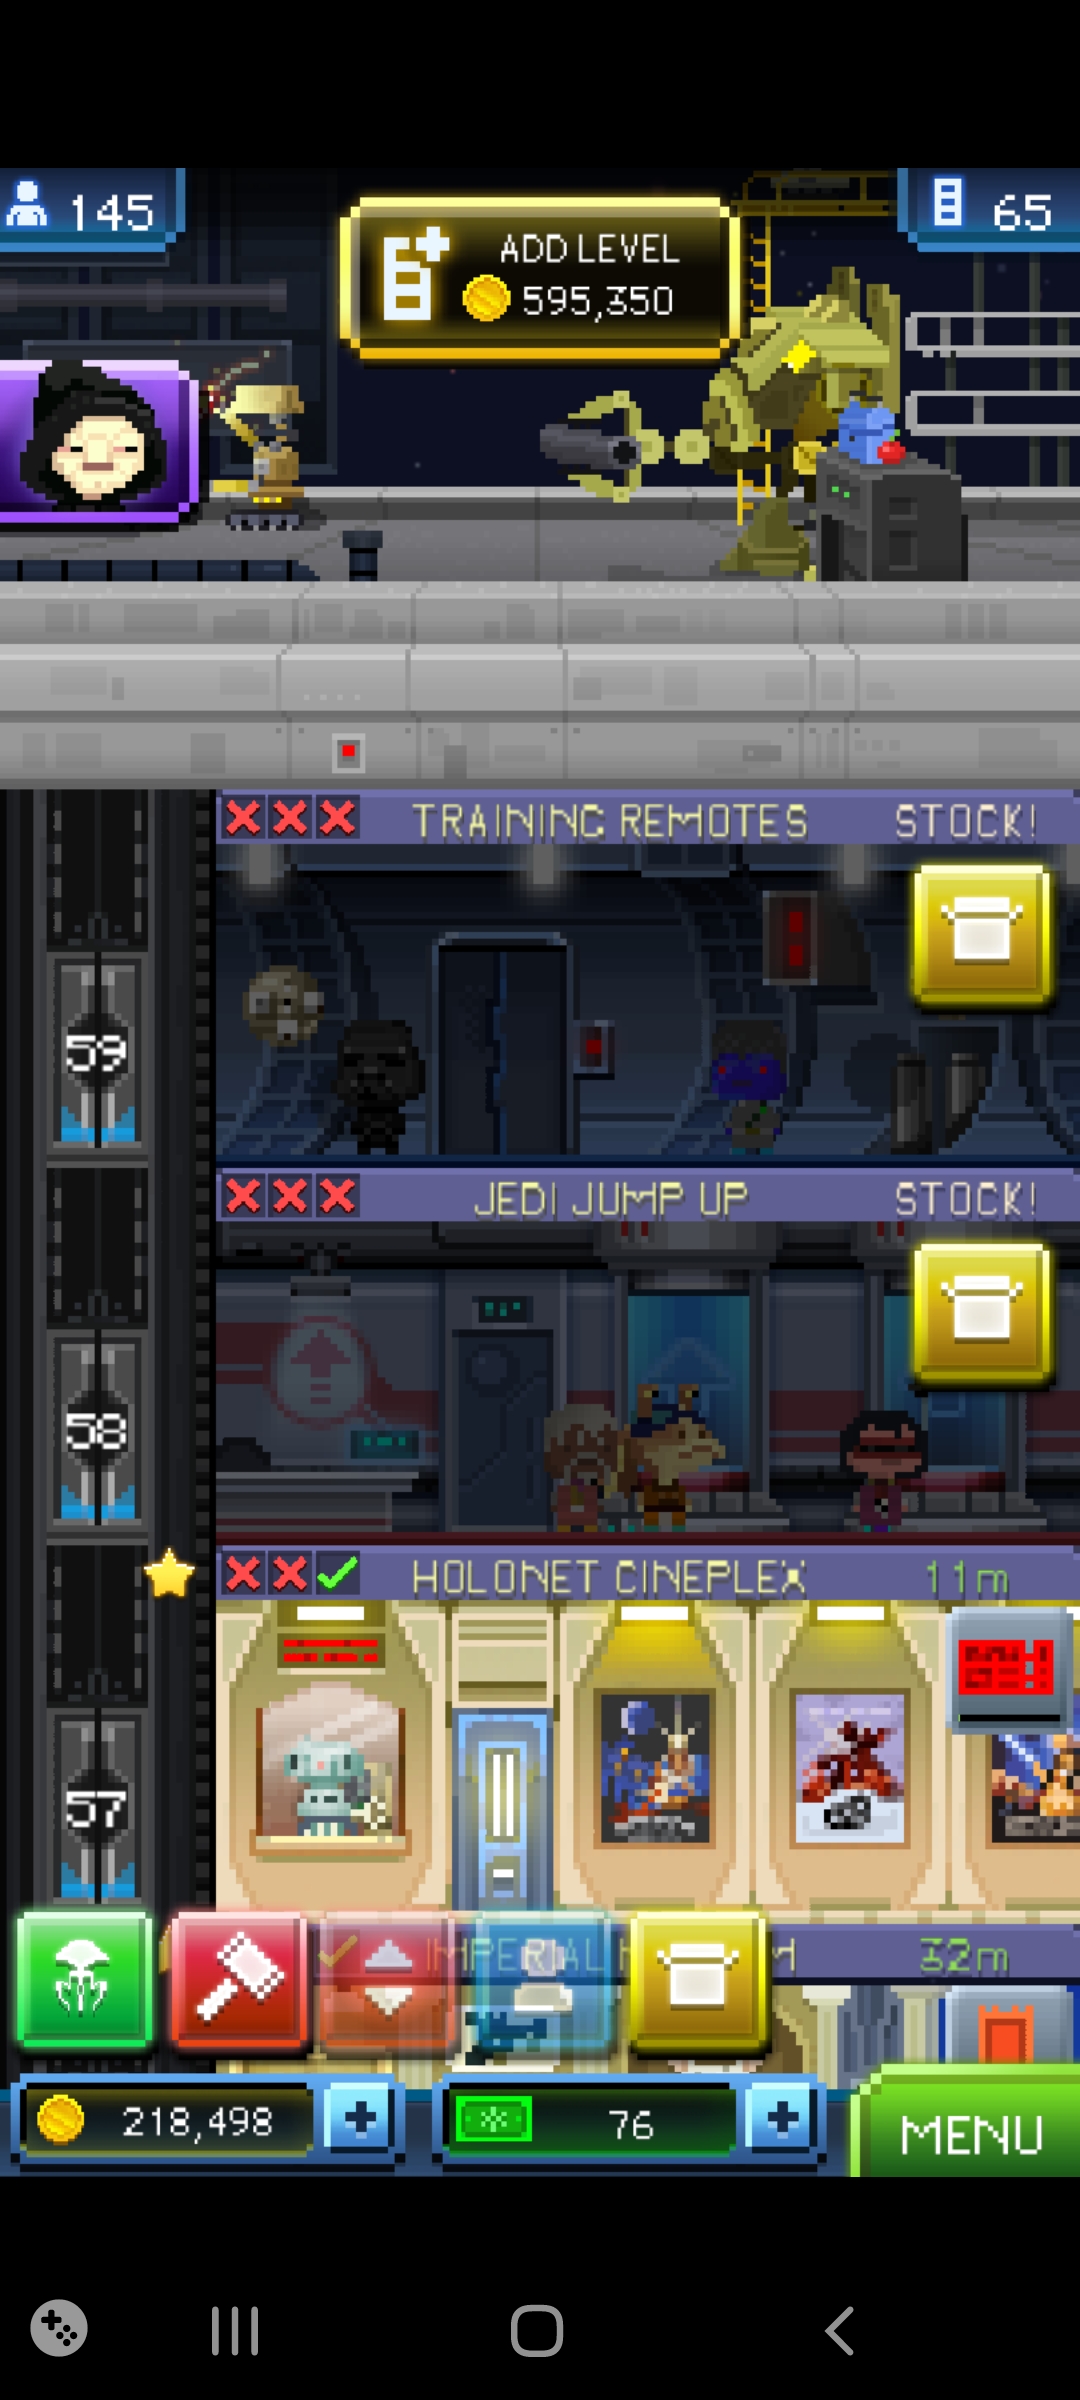 145
ADD LEVEL
595,350
65
TRAINING REMOTES STOCK!
59
JEDI JUMP UP STOCK!
58
HOLONET CINEPLEX 11m
57
IMPERIAL 32m
218,498
76
MENU